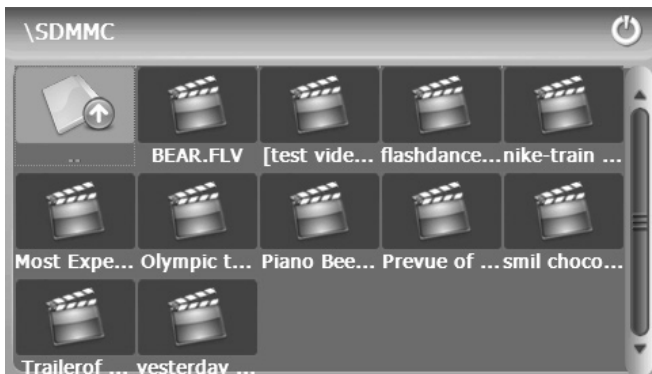 \SDMMC
..
BEAR.FLV
[test vide...
flashdance...
nike-train ...
Most Expe...
Olympic t...
Piano Bee...
Prevue of ...
smil choco...
Trailerof ...
yesterday ...